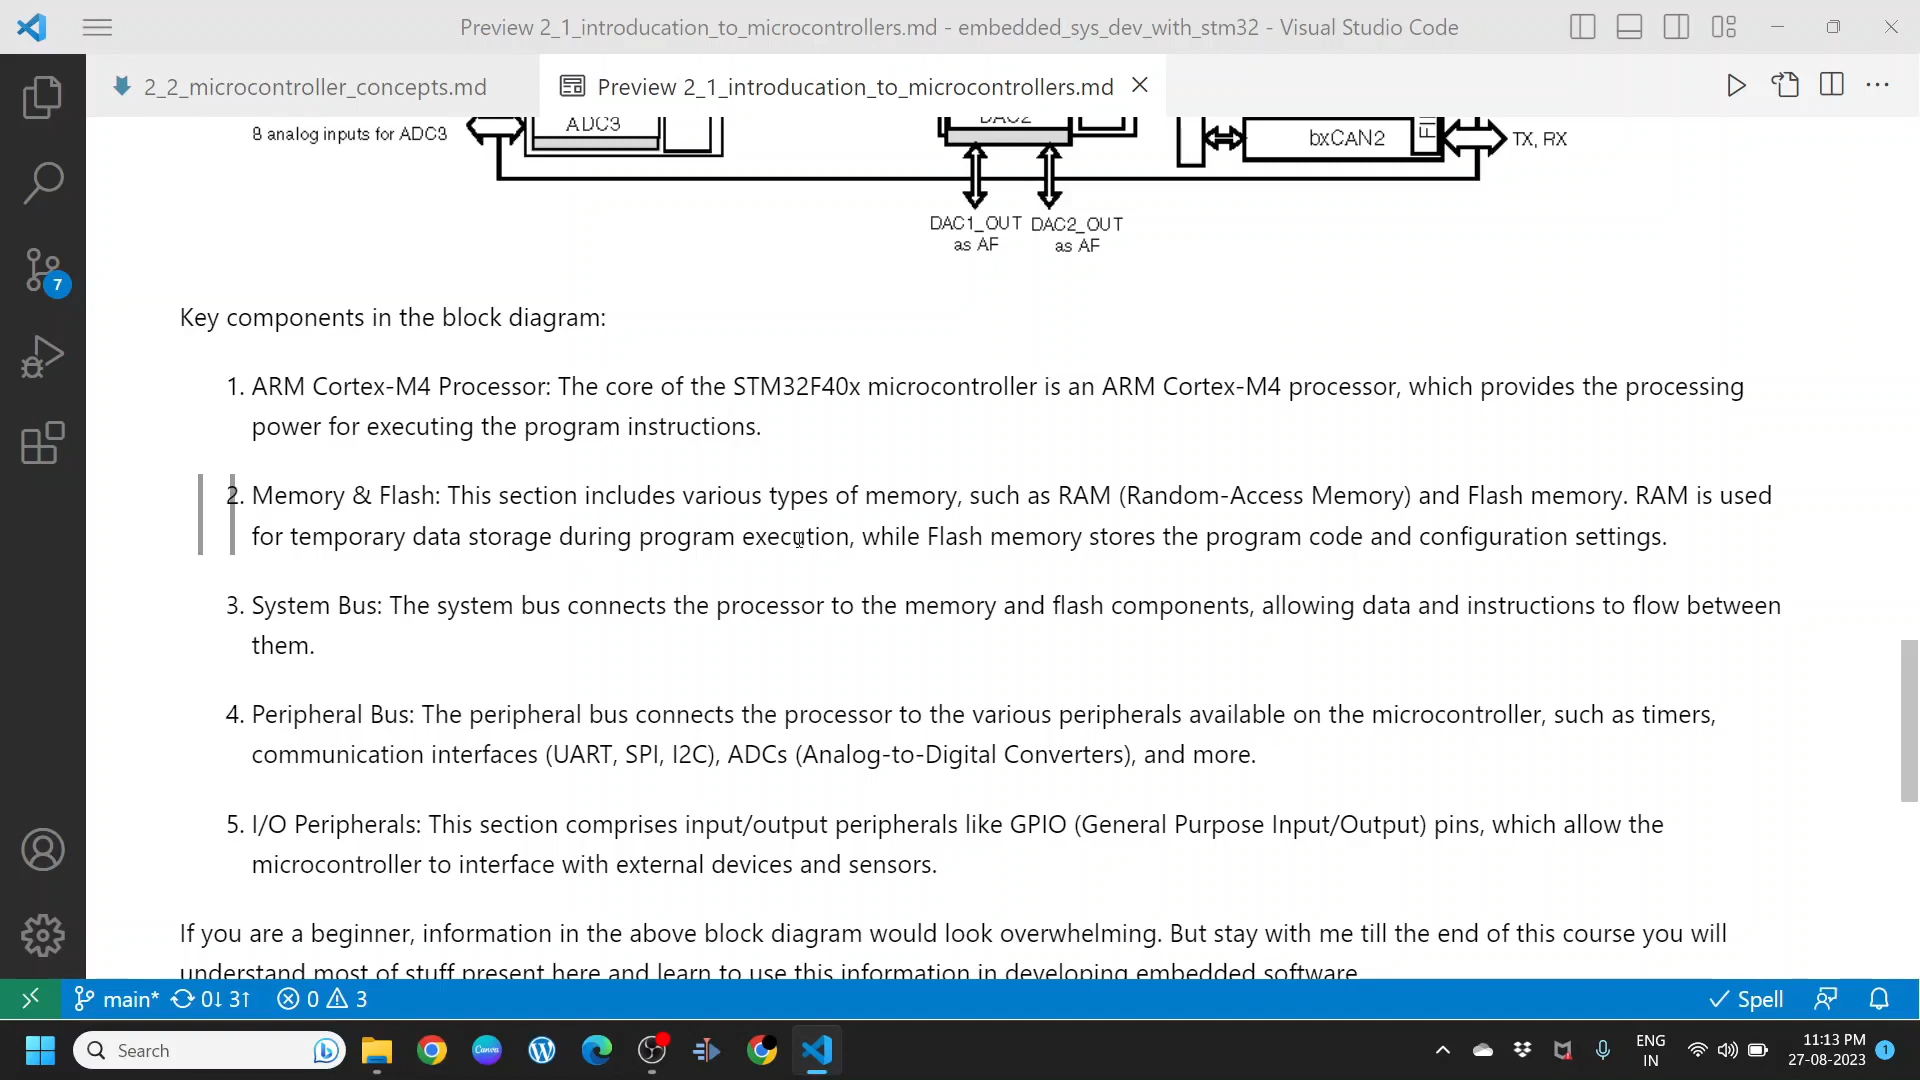 Preview 2_1_introducation_to_microcontrollers.md - embedded_sys_dev_with_stm32 - Visual Studio Code
2_2_microcontroller_concepts.md
Preview 2_1_introducation_to_microcontrollers.md
8 analog inputs for ADC3
ADC3
DAC2
bxCAN2
TX, RX
DAC1_OUT DAC2_OUT
as AF as AF
Key components in the block diagram:
1. ARM Cortex-M4 Processor: The core of the STM32F40x microcontroller is an ARM Cortex-M4 processor, which provides the processing
power for executing the program instructions.
2. Memory & Flash: This section includes various types of memory, such as RAM (Random-Access Memory) and Flash memory. RAM is used
for temporary data storage during program execution, while Flash memory stores the program code and configuration settings.
3. System Bus: The system bus connects the processor to the memory and flash components, allowing data and instructions to flow between
them.
4. Peripheral Bus: The peripheral bus connects the processor to the various peripherals available on the microcontroller, such as timers,
communication interfaces (UART, SPI, I2C), ADCs (Analog-to-Digital Converters), and more.
5. I/O Peripherals: This section comprises input/output peripherals like GPIO (General Purpose Input/Output) pins, which allow the
microcontroller to interface with external devices and sensors.
If you are a beginner, information in the above block diagram would look overwhelming. But stay with me till the end of this course you will
understand most of stuff present here and learn to use this information in developing embedded software.
7
main* 0↓ 3↑ 0 3
Spell
Search
Canva
ENG
IN
11:13 PM
27-08-2023
1